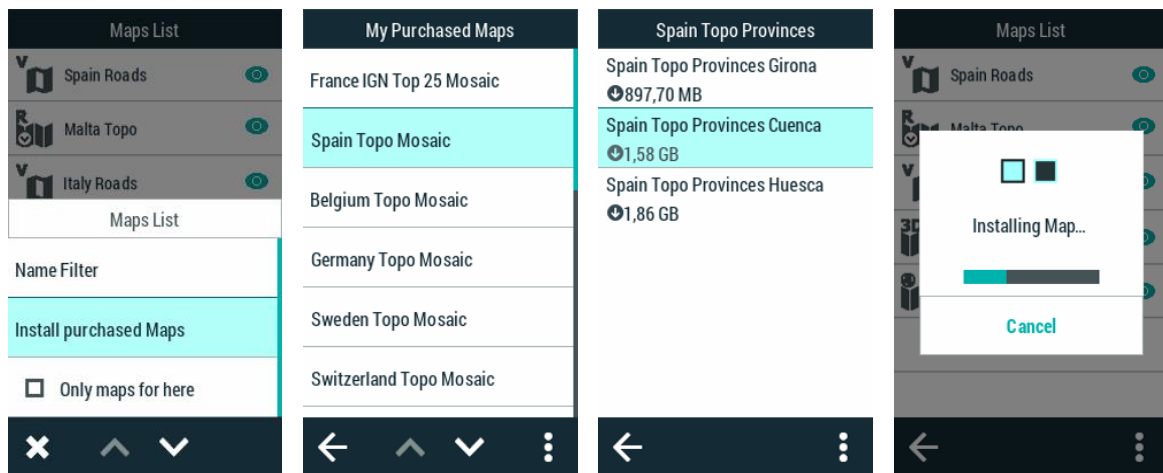 Maps List
V
Spain Roads
R
Malta Topo
V
Italy Roads
Maps List
Name Filter
Install purchased Maps
Only maps for here
My Purchased Maps
France IGN Top 25 Mosaic
Spain Topo Mosaic
Belgium Topo Mosaic
Germany Topo Mosaic
Sweden Topo Mosaic
Switzerland Topo Mosaic
Spain Topo Provinces
Spain Topo Provinces Girona
897,70 MB
Spain Topo Provinces Cuenca
1,58 GB
Spain Topo Provinces Huesca
1,86 GB
Maps List
V
Spain Roads
R
Malta Topo
V
3D
Installing Map...
Cancel